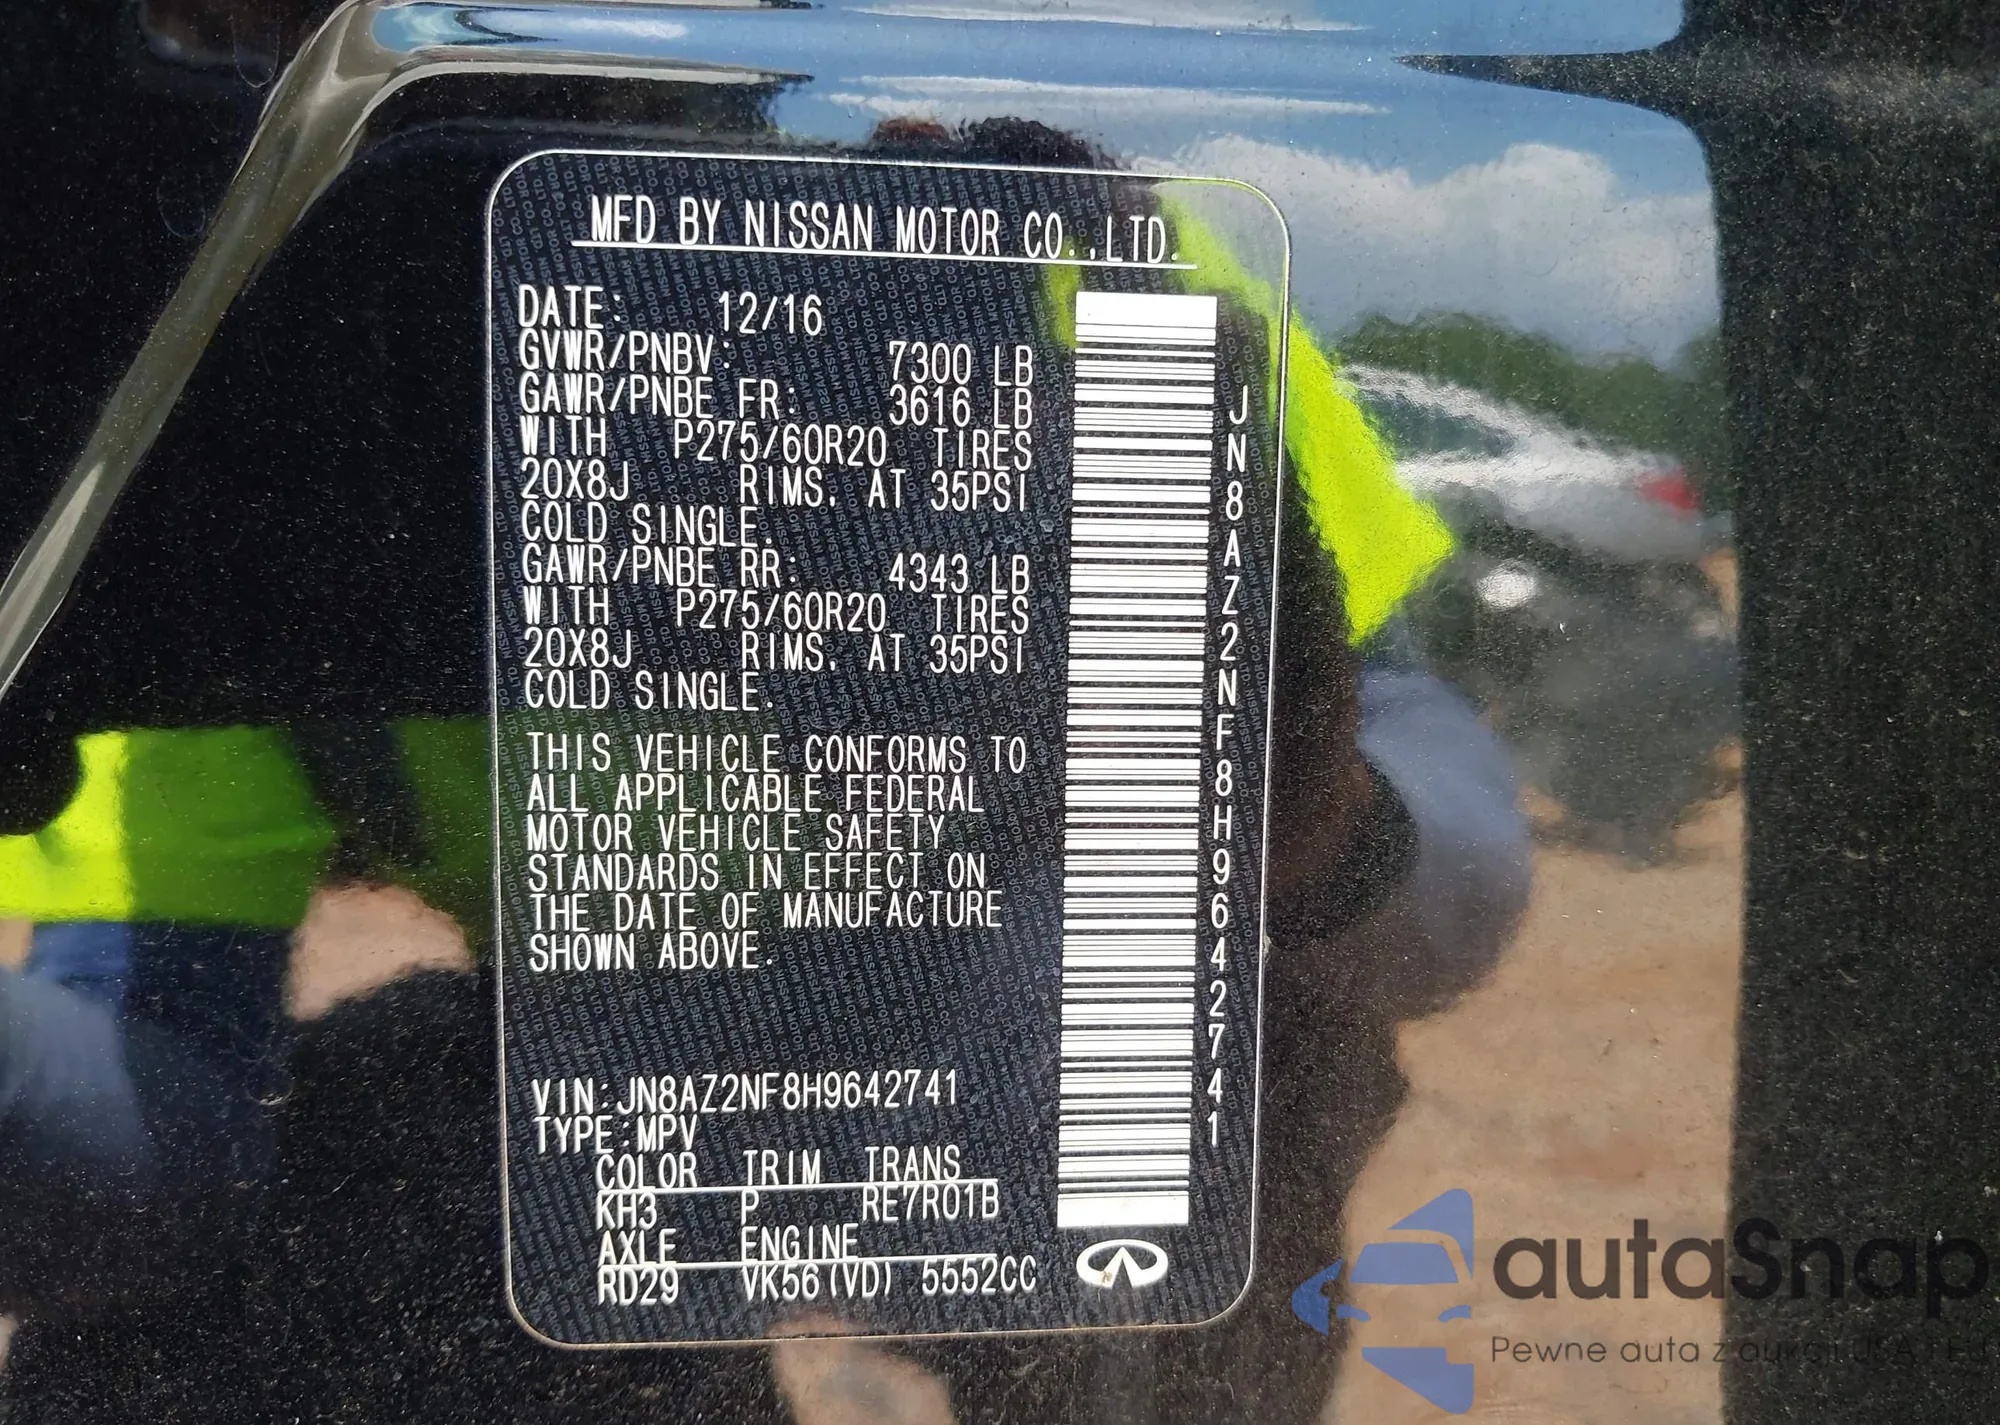 MFD BY NISSAN MOTOR CO.,LTD.
DATE: 12/16
GVWR/PNBV: 7300 LB
GAWR/PNBE FR: 3616 LB
WITH P275/60R20 TIRES
20X8J RIMS. AT 35PSI
COLD SINGLE.
GAWR/PNBE RR: 4343 LB
WITH P275/60R20 TIRES
20X8J RIMS. AT 35PSI
COLD SINGLE.
THIS VEHICLE CONFORMS TO
ALL APPLICABLE FEDERAL
MOTOR VEHICLE SAFETY
STANDARDS IN EFFECT ON
THE DATE OF MANUFACTURE
SHOWN ABOVE.
VIN:JN8AZ2NF8H9642741
TYPE:MPV
COLOR TRIM TRANS
KH3 P RE7R01B
AXLE ENGINE
RD29 VK56(VD) 5552CC
JN8AZ2NF8H9642741
autaSnap
Pewne auta z aukcji USA i EU